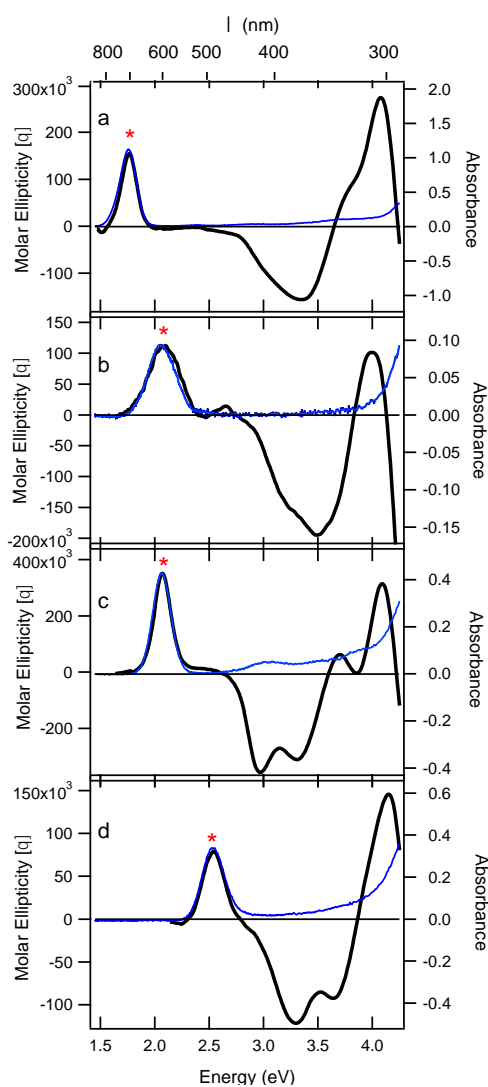 l (nm)
800 700 600 500 400 300
300x10³
200
100
0
-100
Molar Ellipticity [q]
a
*
2.0
1.5
1.0
0.5
0.0
-0.5
-1.0
Absorbance
150
100
50
0
-50
-100
-150
-200x10³
Molar Ellipticity [q]
b
*
0.10
0.05
0.00
-0.05
-0.10
-0.15
Absorbance
400x10³
200
0
-200
Molar Ellipticity [q]
c
*
0.4
0.2
0.0
-0.2
-0.4
Absorbance
150x10³
100
50
0
-50
-100
Molar Ellipticity [q]
d
*
0.6
0.4
0.2
0.0
-0.2
-0.4
Absorbance
1.5 2.0 2.5 3.0 3.5 4.0
Energy (eV)